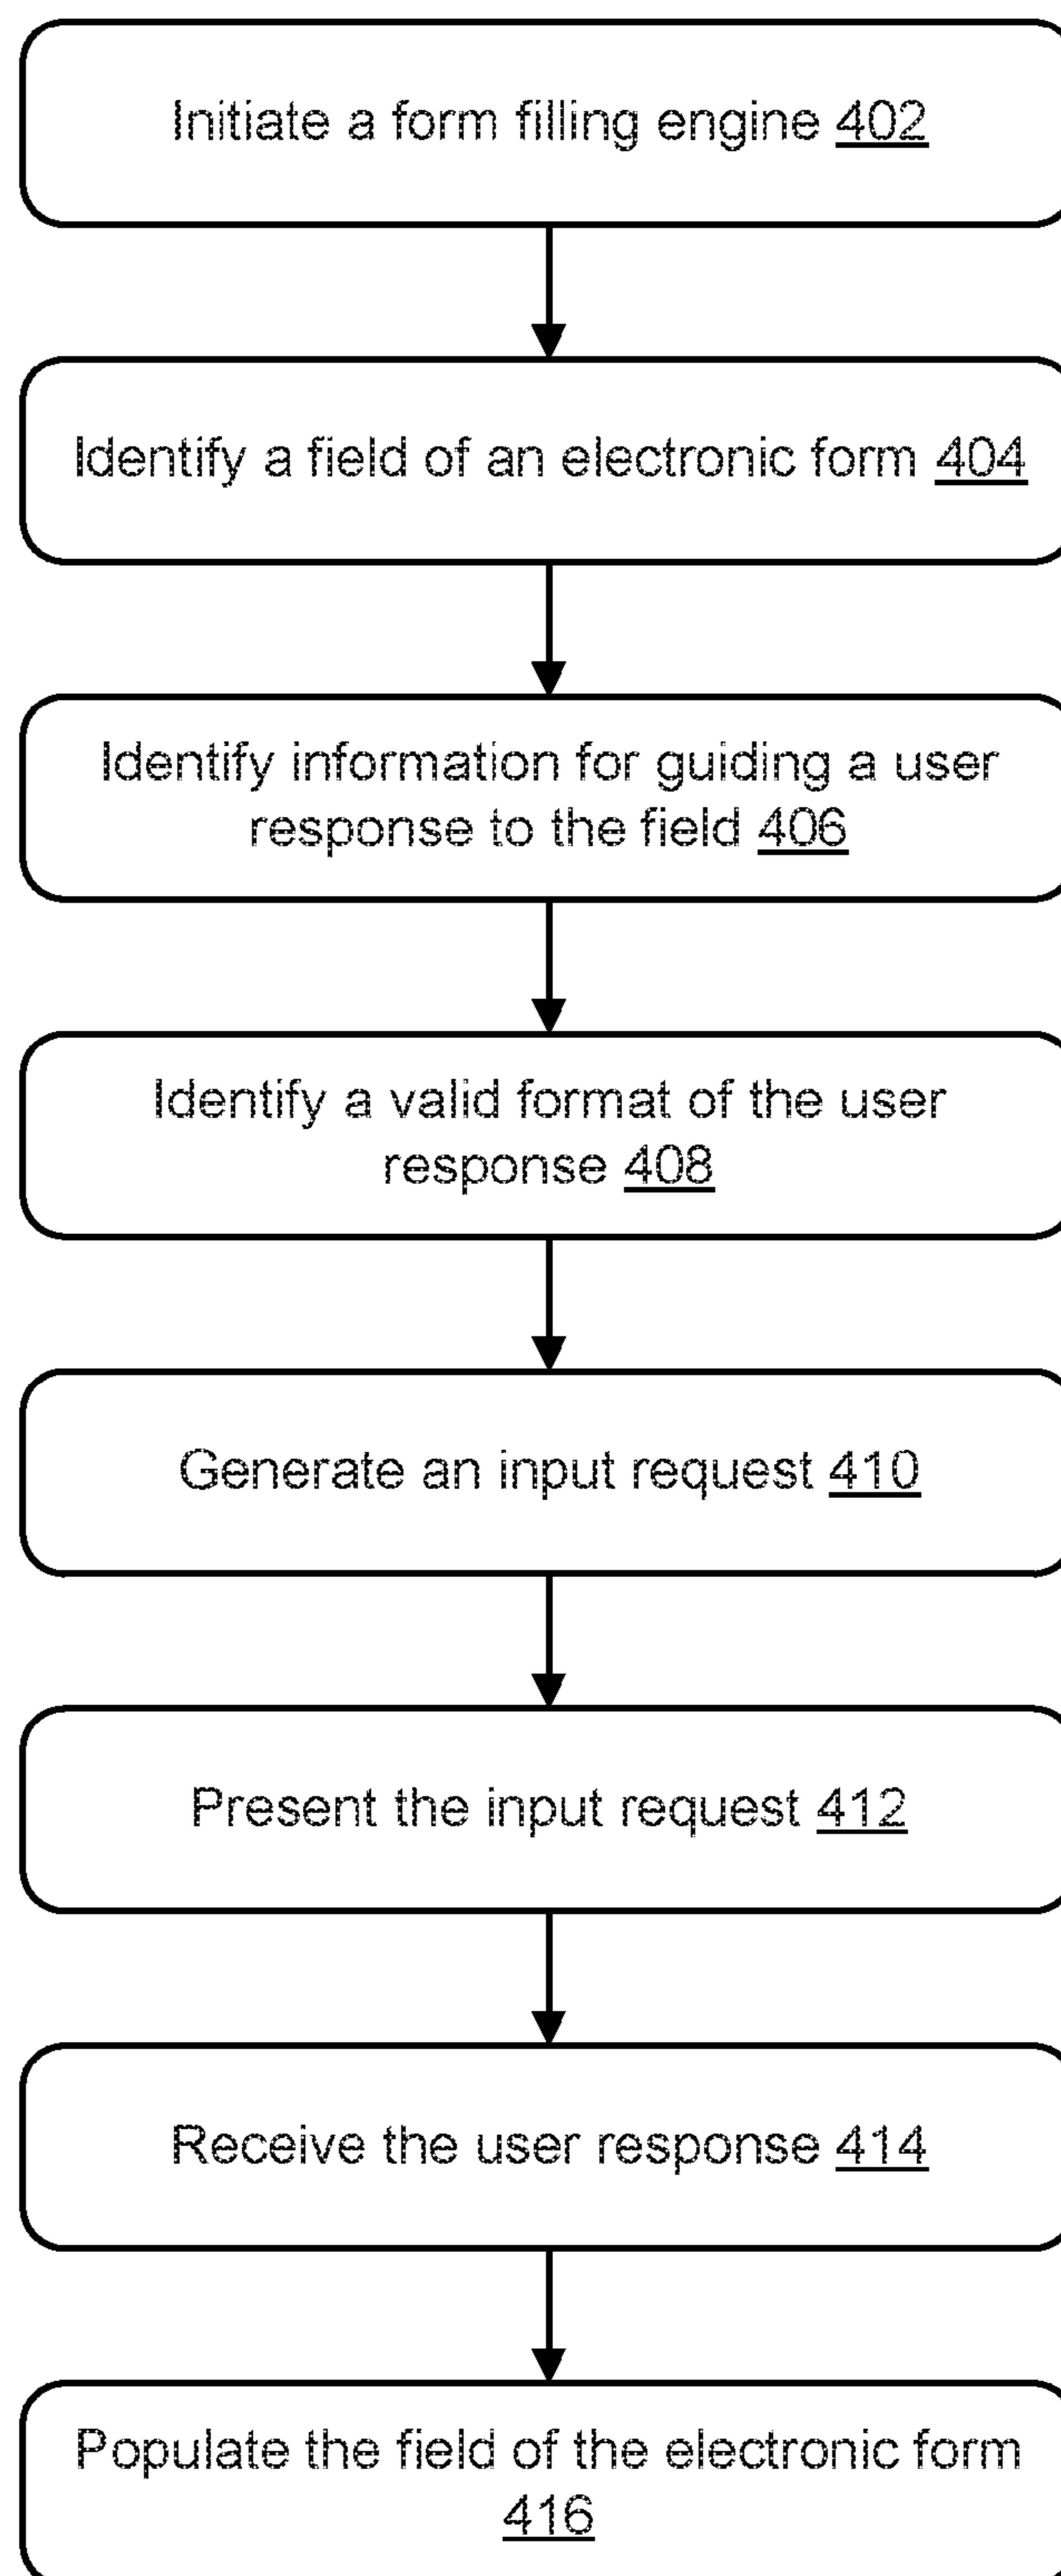 Initiate a form filling engine 402
Identify a field of an electronic form 404
Identify information for guiding a user
response to the field 406
Identify a valid format of the user
response 408
Generate an input request 410
Present the input request 412
Receive the user response 414
Populate the field of the electronic form
416